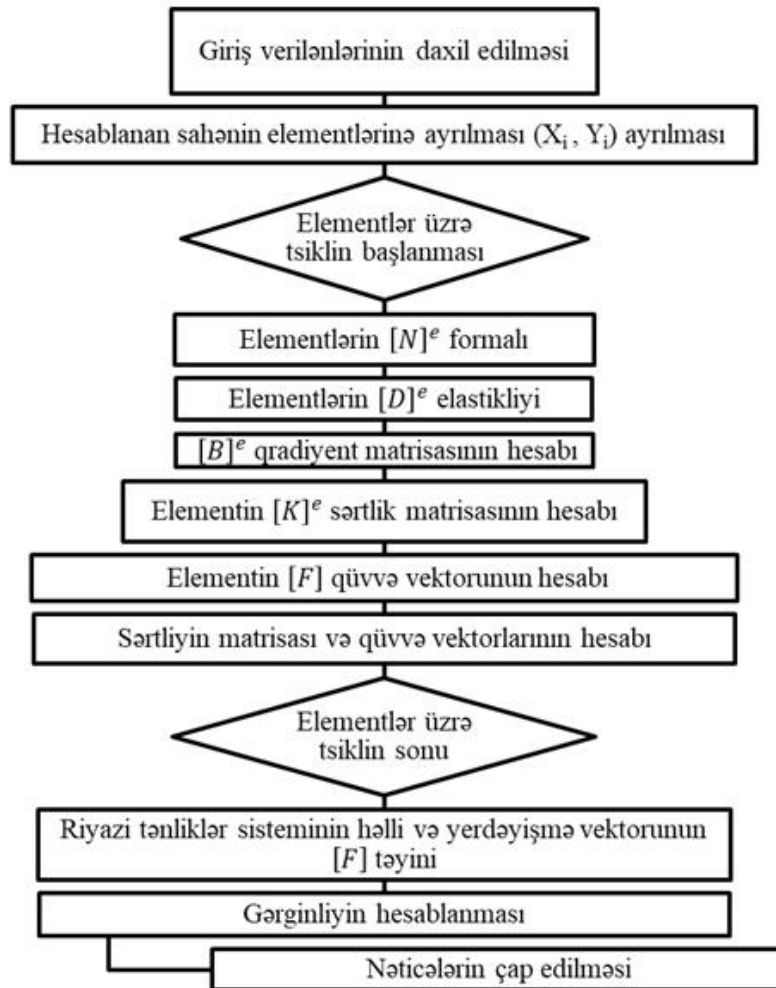 Giriş verilənlərinin daxil edilməsi
Hesablanan sahənin elementlərinə ayrılması (Xᵢ , Yᵢ) ayrılması
Elementlər üzrə
tsiklin başlanması
Elementlərin [N]ᵉ formalı
Elementlərin [D]ᵉ elastikliyi
[B]ᵉ qradiyent matrisasının hesabı
Elementin [K]ᵉ sərtlik matrisasının hesabı
Elementin [F] qüvvə vektorunun hesabı
Sərtliyin matrisası və qüvvə vektorlarının hesabı
Elementlər üzrə
tsiklin sonu
Riyazi tənliklər sisteminin həlli və yerdəyişmə vektorunun
[F] təyini
Gərginliyin hesablanması
Nəticələrin çap edilməsi